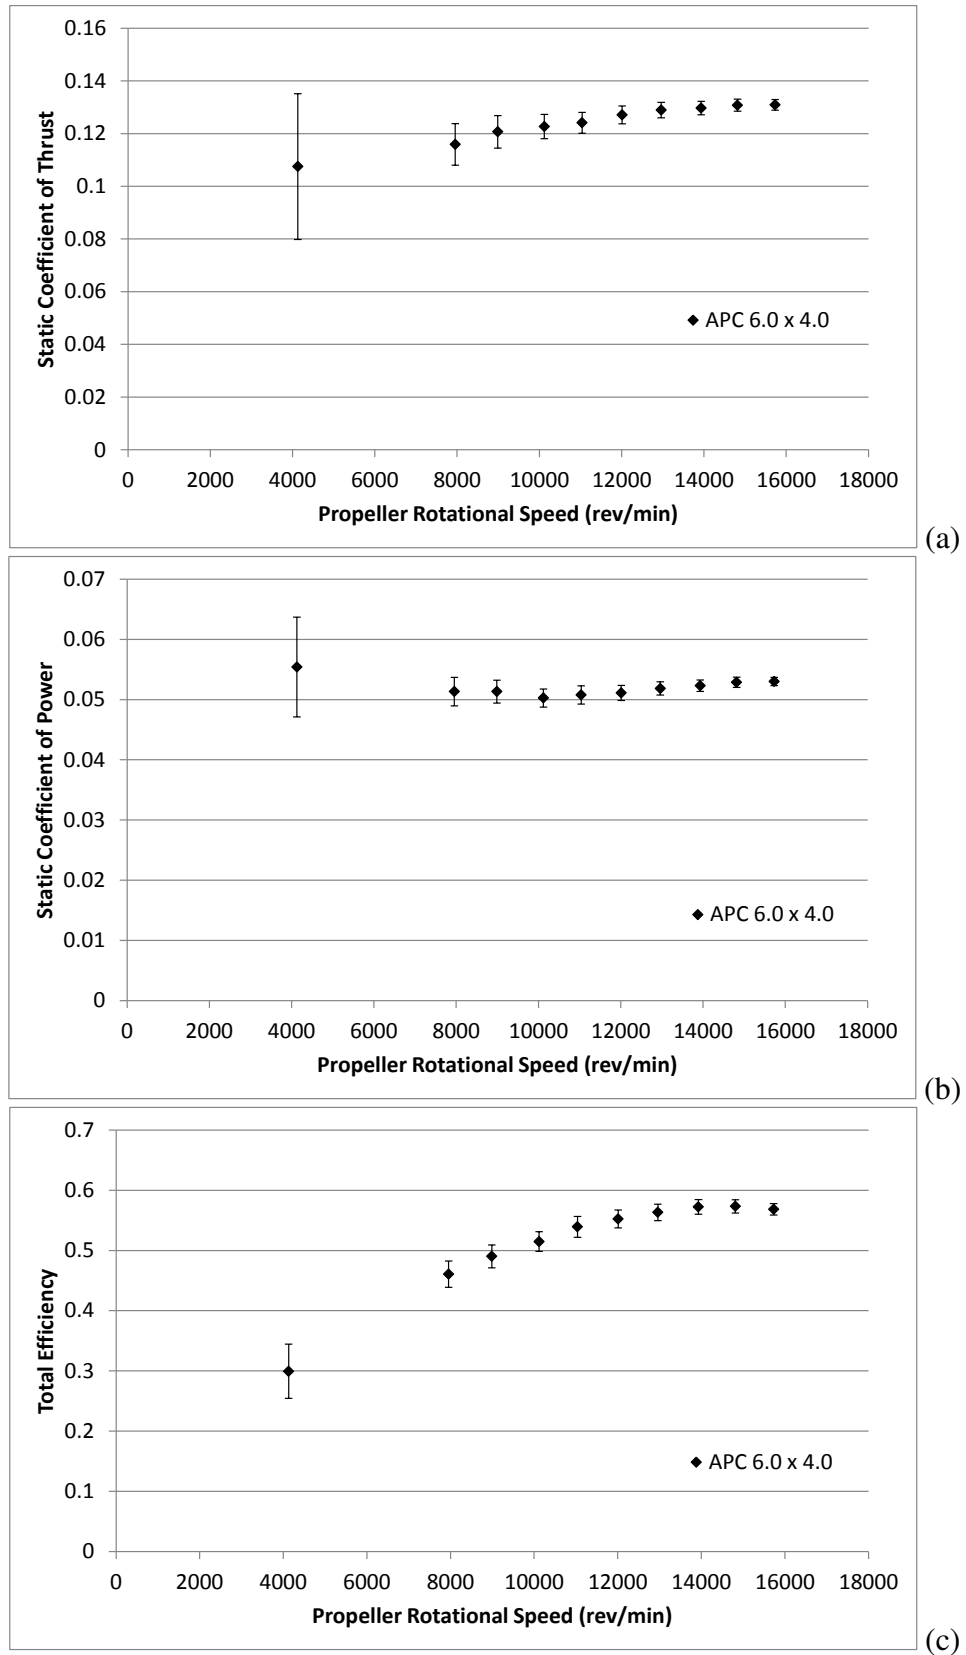 0.16
0.14
0.12
0.1
0.08
0.06
0.04
0.02
0
Static Coefficient of Thrust
APC 6.0 x 4.0
0 2000 4000 6000 8000 10000 12000 14000 16000 18000
Propeller Rotational Speed (rev/min)
(a)
0.07
0.06
0.05
0.04
0.03
0.02
0.01
0
Static Coefficient of Power
APC 6.0 x 4.0
0 2000 4000 6000 8000 10000 12000 14000 16000 18000
Propeller Rotational Speed (rev/min)
(b)
0.7
0.6
0.5
0.4
0.3
0.2
0.1
0
Total Efficiency
APC 6.0 x 4.0
0 2000 4000 6000 8000 10000 12000 14000 16000 18000
Propeller Rotational Speed (rev/min)
(c)